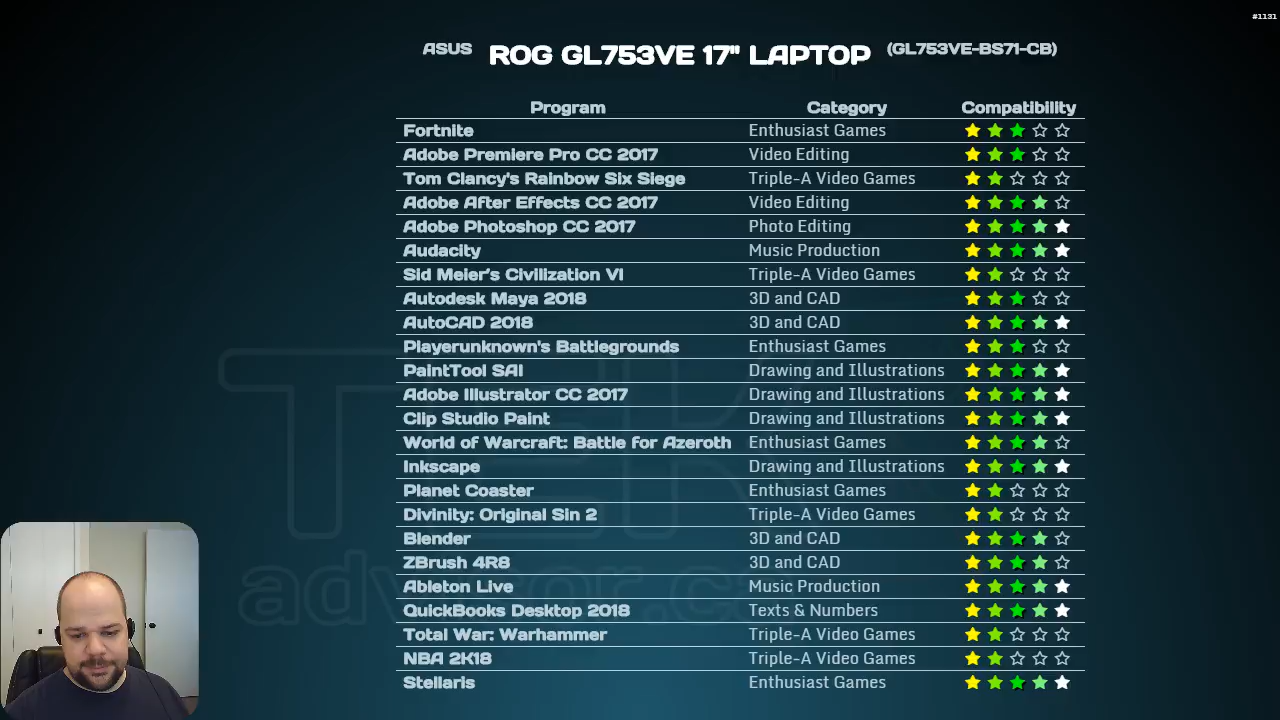 #1131
ASUS ROG GL753VE 17" LAPTOP (GL753VE-BS71-CB)
Program Category Compatibility
Fortnite Enthusiast Games
Adobe Premiere Pro CC 2017 Video Editing
Tom Clancy's Rainbow Six Siege Triple-A Video Games
Adobe After Effects CC 2017 Video Editing
Adobe Photoshop CC 2017 Photo Editing
Audacity Music Production
Sid Meier's Civilization VI Triple-A Video Games
Autodesk Maya 2018 3D and CAD
AutoCAD 2018 3D and CAD
Playerunknown's Battlegrounds Enthusiast Games
PaintTool SAI Drawing and Illustrations
Adobe Illustrator CC 2017 Drawing and Illustrations
Clip Studio Paint Drawing and Illustrations
World of Warcraft: Battle for Azeroth Enthusiast Games
Inkscape Drawing and Illustrations
Planet Coaster Enthusiast Games
Divinity: Original Sin 2 Triple-A Video Games
Blender 3D and CAD
ZBrush 4R8 3D and CAD
Ableton Live Music Production
QuickBooks Desktop 2018 Texts & Numbers
Total War: Warhammer Triple-A Video Games
NBA 2K18 Triple-A Video Games
Stellaris Enthusiast Games